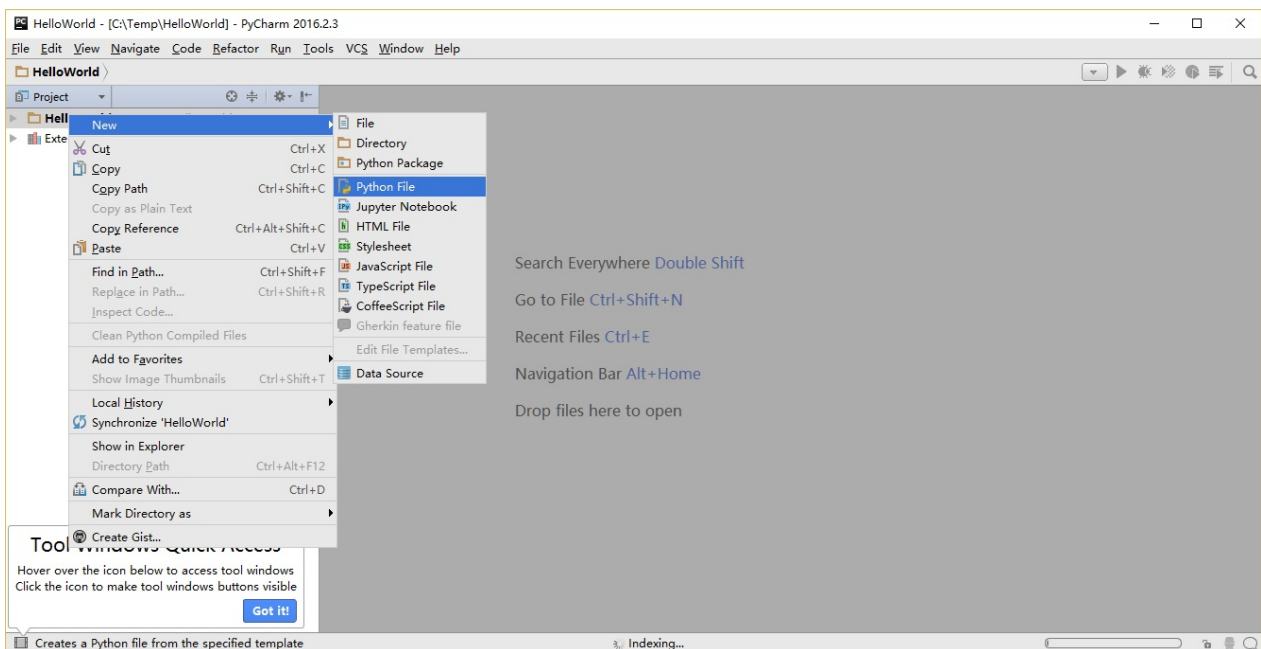 HelloWorld - [C:\Temp\HelloWorld] - PyCharm 2016.2.3
File Edit View Navigate Code Refactor Run Tools VCS Window Help
HelloWorld
Project
Hell
Exte
New
Cut Ctrl+X
Copy Ctrl+C
Copy Path Ctrl+Shift+C
Copy as Plain Text
Copy Reference Ctrl+Alt+Shift+C
Paste Ctrl+V
Find in Path... Ctrl+Shift+F
Replace in Path... Ctrl+Shift+R
Inspect Code...
Clean Python Compiled Files
Add to Favorites
Show Image Thumbnails Ctrl+Shift+T
Local History
Synchronize 'HelloWorld'
Show in Explorer
Directory Path Ctrl+Alt+F12
Compare With... Ctrl+D
Mark Directory as
Create Gist...
File
Directory
Python Package
Python File
Jupyter Notebook
HTML File
Stylesheet
JavaScript File
TypeScript File
CoffeeScript File
Gherkin feature file
Edit File Templates...
Data Source
Search Everywhere Double Shift
Go to File Ctrl+Shift+N
Recent Files Ctrl+E
Navigation Bar Alt+Home
Drop files here to open
Tool Windows Quick Access
Hover over the icon below to access tool windows
Click the icon to make tool windows buttons visible
Got it!
Creates a Python file from the specified template
Indexing...